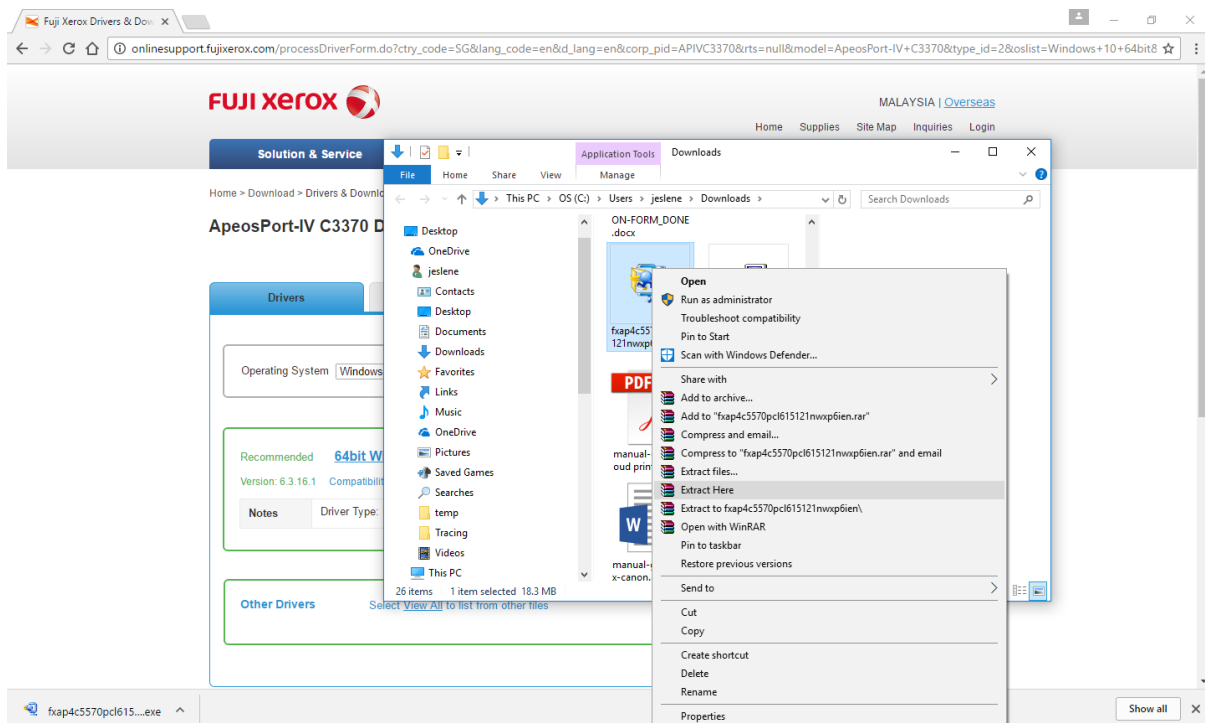 Fuji Xerox Drivers & Dow
onlinesupport.fujixerox.com/processDriverForm.do?ctry_code=SG&lang_code=en&d_lang=en&corp_pid=APIVC3370&rts=null&model=ApeosPort-IV+C3370&type_id=2&oslist=Windows+10+64bit8
FUJI xerox
MALAYSIA | Overseas
Home Supplies Site Map Inquiries Login
Solution & Service
Home > Download > Drivers & Downlo
ApeosPort-IV C3370 D
Drivers
Operating System Windows
Recommended 64bit W
Version: 6.3.16.1 Compatibilit
Notes Driver Type:
Other Drivers Select View All to list from other files
Application Tools Downloads
File Home Share View Manage
This PC > OS (C:) > Users > jeslene > Downloads >
Search Downloads
Desktop
OneDrive
jeslene
Contacts
Desktop
Documents
Downloads
Favorites
Links
Music
OneDrive
Pictures
Saved Games
Searches
temp
Tracing
Videos
This PC
26 items 1 item selected 18.3 MB
ON-FORM_DONE
.docx
fxap4c557
121nwxp6
PDF
manual-
oud prin
W
manual-g
x-canon.
Open
Run as administrator
Troubleshoot compatibility
Pin to Start
Scan with Windows Defender...
Share with
Add to archive...
Add to "fxap4c5570pcl615121nwxp6ien.rar"
Compress and email...
Compress to "fxap4c5570pcl615121nwxp6ien.rar" and email
Extract files...
Extract Here
Extract to fxap4c5570pcl615121nwxp6ien\
Open with WinRAR
Pin to taskbar
Restore previous versions
Send to
Cut
Copy
Create shortcut
Delete
Rename
Properties
fxap4c5570pcl615....exe
Show all